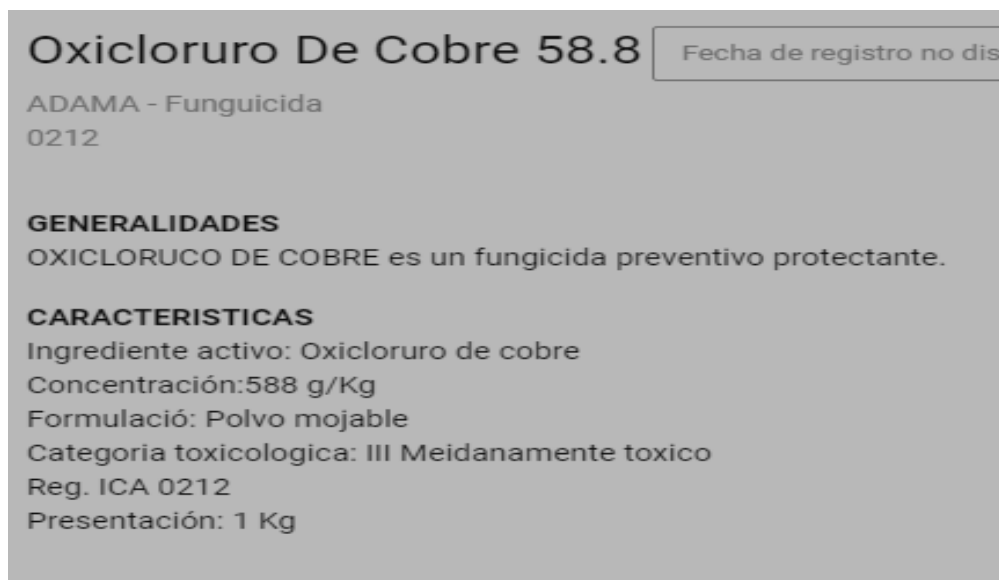 Oxicloruro De Cobre 58.8
Fecha de registro no dis
ADAMA - Funguicida
0212
GENERALIDADES
OXICLORUCO DE COBRE es un fungicida preventivo protectante.
CARACTERISTICAS
Ingrediente activo: Oxicloruro de cobre
Concentración:588 g/Kg
Formulació: Polvo mojable
Categoria toxicologica: III Meidanamente toxico
Reg. ICA 0212
Presentación: 1 Kg